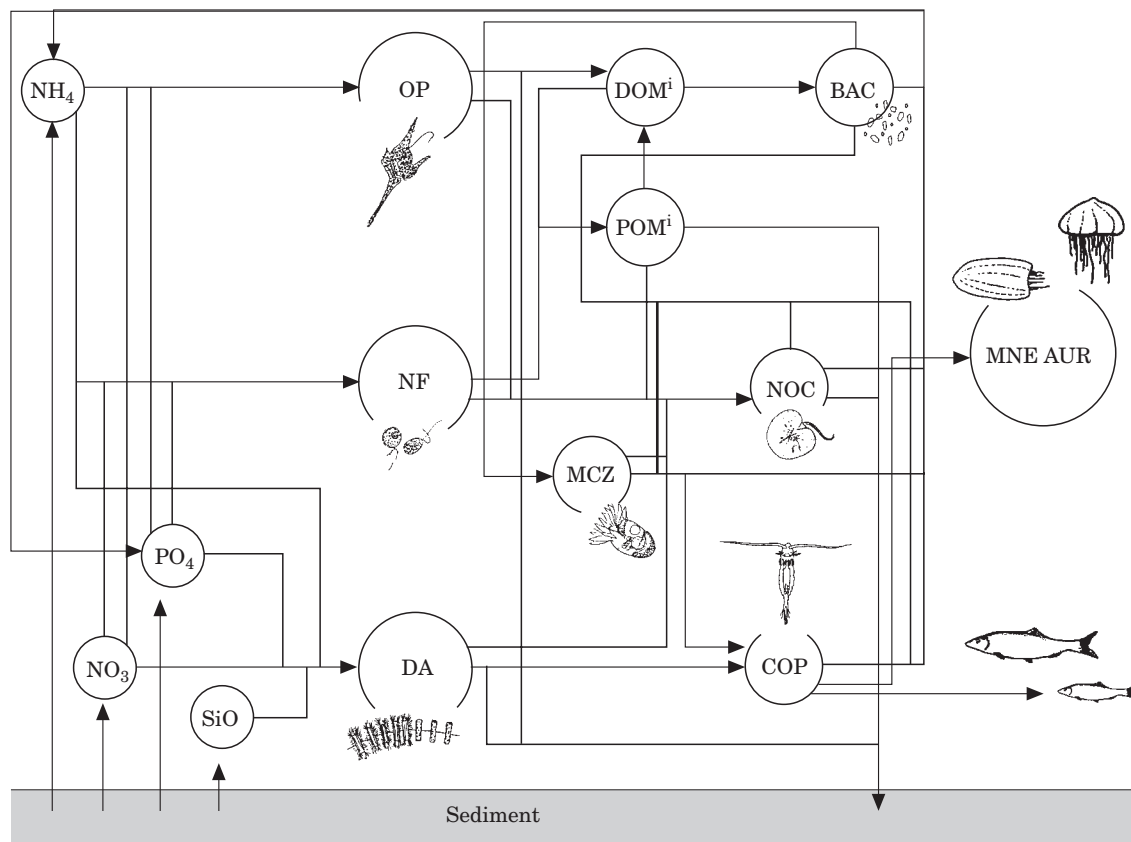 NH₄
OP
DOMⁱ
BAC
POMⁱ
NF
NOC
MNE AUR
MCZ
PO₄
NO₃
SiO
DA
COP
Sediment